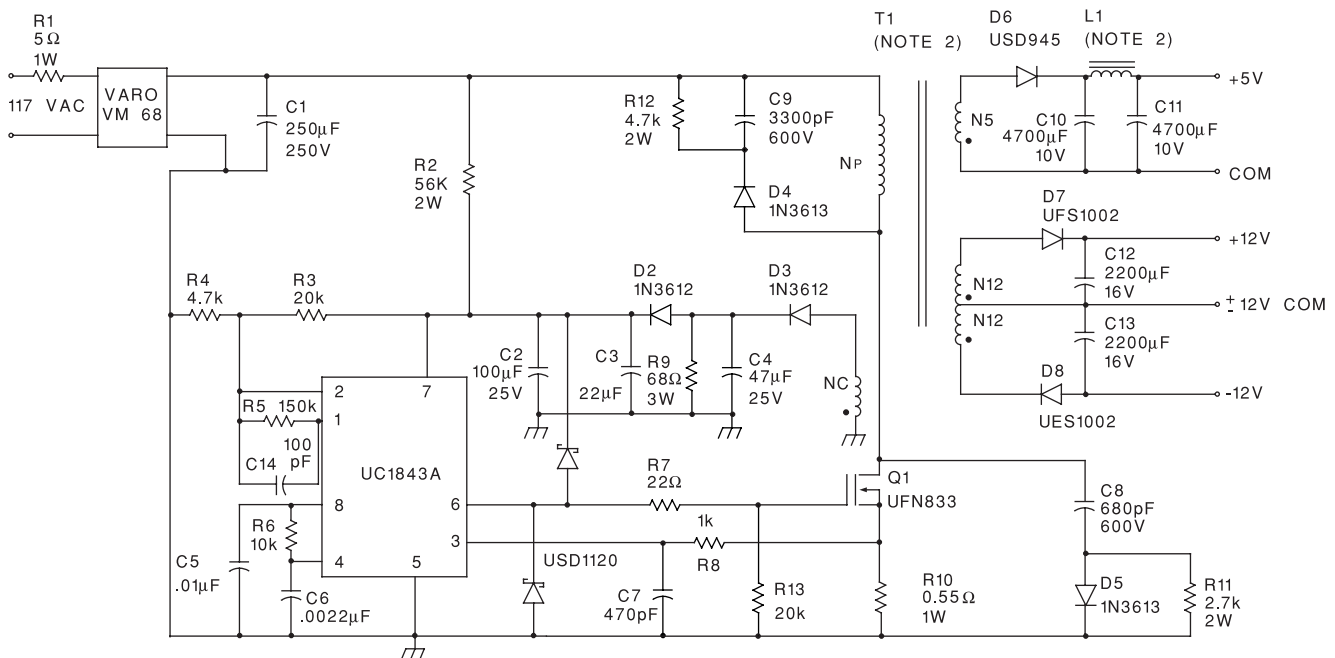 R1
5Ω
1W
117 VAC
VARO
VM 68
C1
250μF
250V
R2
56K
2W
R12
4.7k
2W
C9
3300pF
600V
D4
1N3613
NP
T1
(NOTE 2)
D6
USD945
L1
(NOTE 2)
N5
C10
4700μF
10V
C11
4700μF
10V
+5V
COM
D7
UFS1002
+12V
N12
N12
C12
2200μF
16V
± 12V COM
C13
2200μF
16V
D8
UES1002
-12V
R4
4.7k
R3
20k
D2
1N3612
D3
1N3612
C2
100μF
25V
C3
22μF
R9
68Ω
3W
C4
47μF
25V
NC
2
7
R5 150k
1
100
pF
C14
UC1843A
8
6
R6
10k
3
4
5
C5
.01μF
C6
.0022μF
USD1120
R7
22Ω
Q1
UFN833
1k
R8
C7
470pF
R13
20k
R10
0.55Ω
1W
C8
680pF
600V
D5
1N3613
R11
2.7k
2W